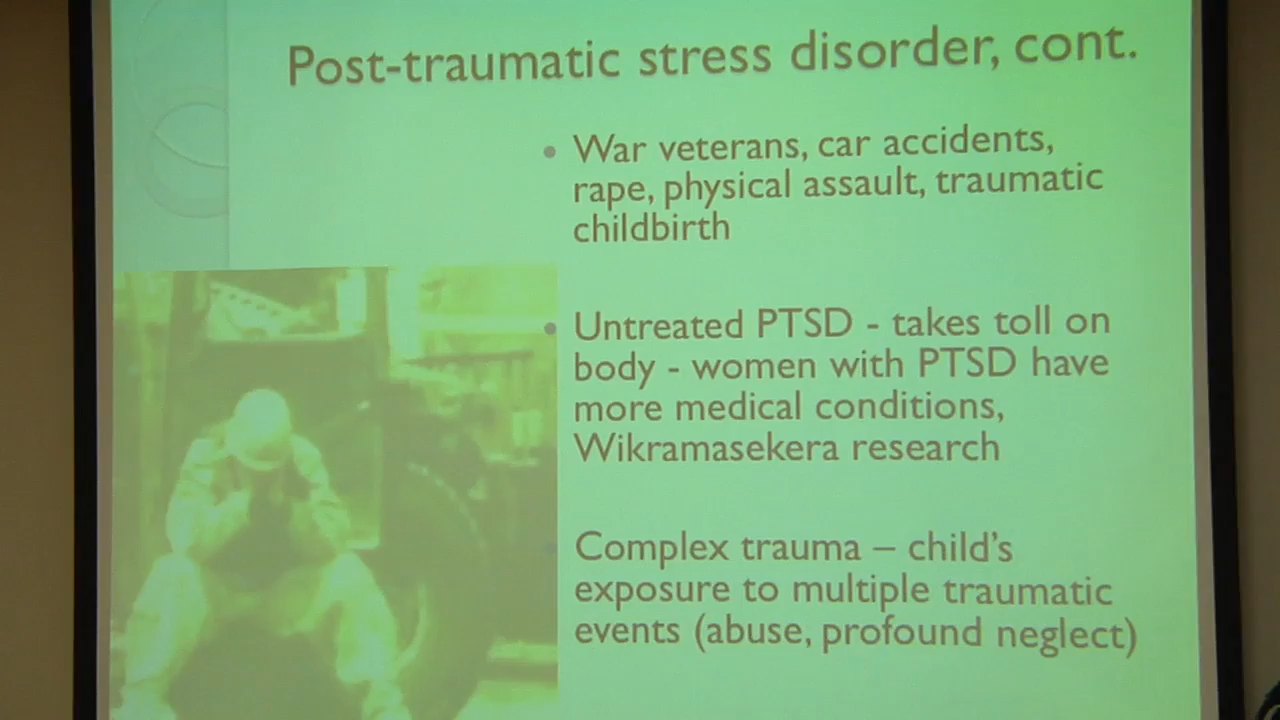 Post-traumatic stress disorder, cont.
• War veterans, car accidents,
rape, physical assault, traumatic
childbirth
• Untreated PTSD - takes toll on
body - women with PTSD have
more medical conditions,
Wikramasekera research
Complex trauma – child's
exposure to multiple traumatic
events (abuse, profound neglect)